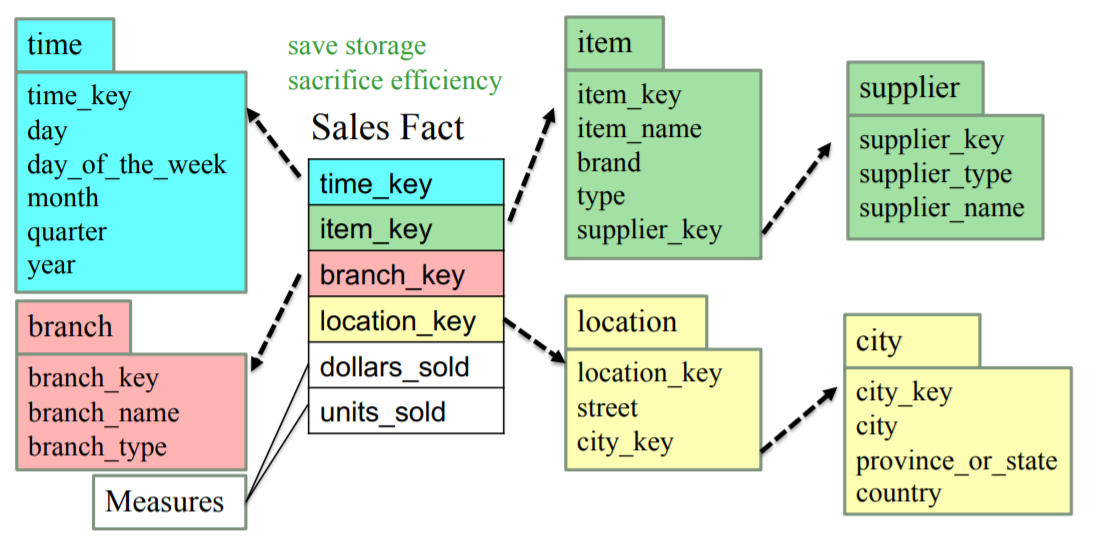 time
time_key
day
day_of_the_week
month
quarter
year
branch
branch_key
branch_name
branch_type
Measures
save storage
sacrifice efficiency
Sales Fact
time_key
item_key
branch_key
location_key
dollars_sold
units_sold
item
item_key
item_name
brand
type
supplier_key
supplier
supplier_key
supplier_type
supplier_name
location
location_key
street
city_key
city
city_key
city
province_or_state
country